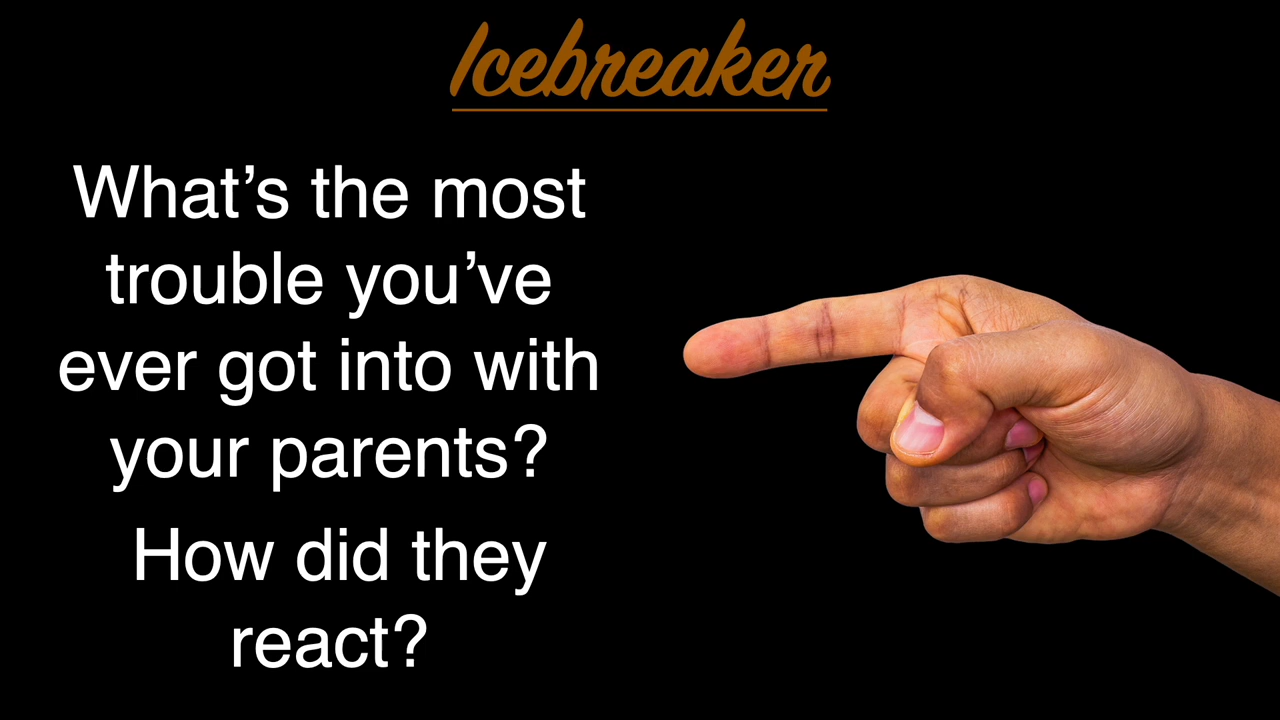 Icebreaker
What’s the most
trouble you’ve
ever got into with
your parents?
How did they
react?